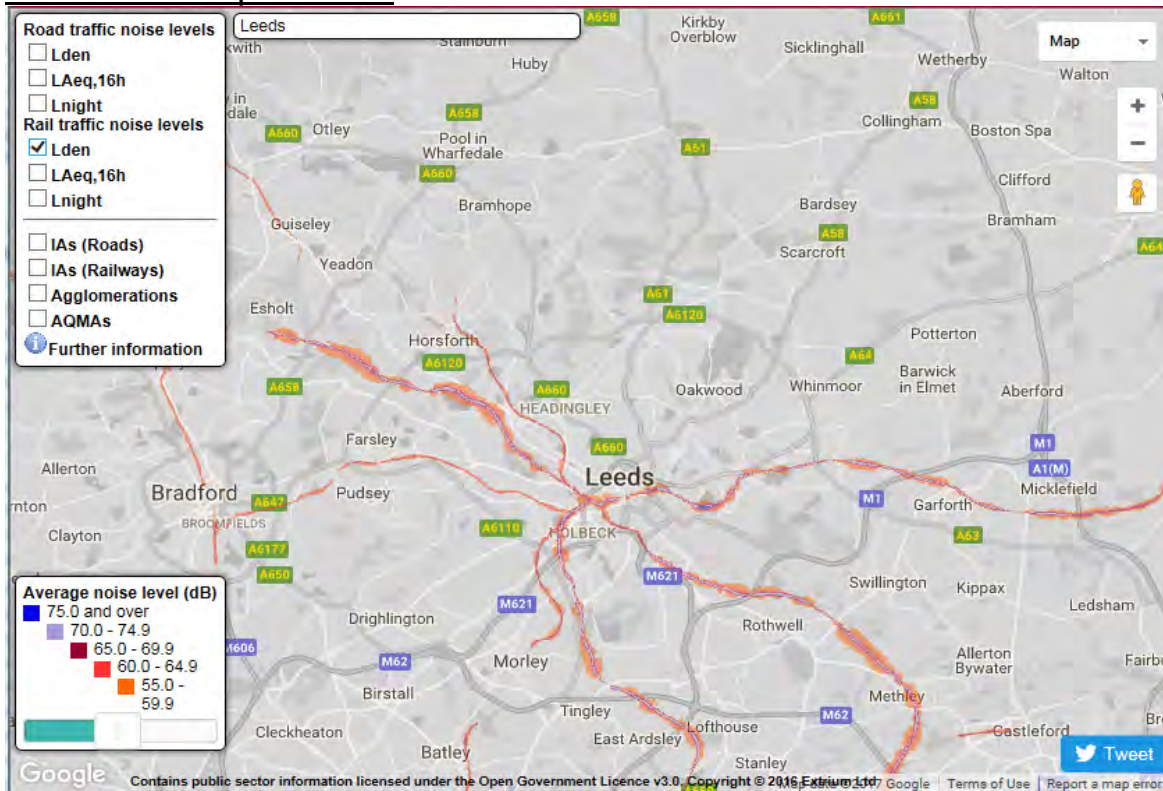 Road traffic noise levels
Lden
LAeq,16h
Lnight
Rail traffic noise levels
Lden
LAeq,16h
Lnight
IAs (Roads)
IAs (Railways)
Agglomerations
AQMAs
Further information
Leeds
Map
+
−
A658
Kirkby
Overblow
A661
Sicklinghall
Wetherby
Huby
Walton
A658
A58
Collingham
A660
Otley
Pool in
Wharfedale
A61
Boston Spa
A660
Clifford
Bramhope
Bardsey
Bramham
Guiseley
A58
Scarcroft
A64
Yeadon
A61
Esholt
A6120
Potterton
Horsforth
A6120
A64
Barwick
in Elmet
A658
A660
Oakwood
Whinmoor
Aberford
HEADINGLEY
Farsley
A660
M1
Allerton
Leeds
A1(M)
Bradford
Pudsey
M1
Micklefield
A647
Garforth
BROOMFIELDS
A6110
HOLBECK
A63
Clayton
A6177
A650
M621
Swillington
Kippax
M621
Ledsham
Drighlington
Rothwell
M606
Morley
Allerton
Bywater
M62
Birstall
Methley
Tingley
M62
Lofthouse
Castleford
Cleckheaton
East Ardsley
Batley
Stanley
Average noise level (dB)
75.0 and over
70.0 - 74.9
65.0 - 69.9
60.0 - 64.9
55.0 -
59.9
Tweet
Google
Contains public sector information licensed under the Open Government Licence v3.0, Copyright © 2016 Extrium Ltd
Google
Terms of Use
Report a map error